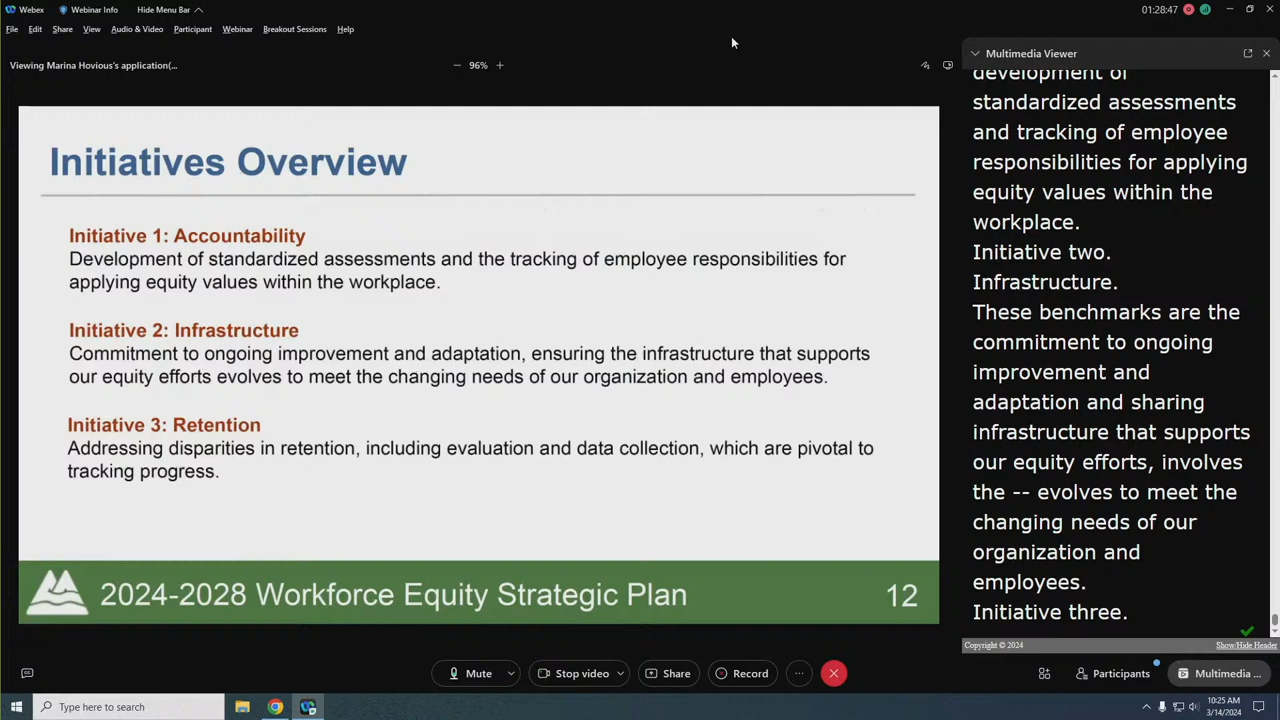 Webex
Webinar Info
Hide Menu Bar
01:28:47
File Edit Share View Audio & Video Participant Webinar Breakout Sessions Help
Viewing Marina Hovious's application(...
96%
Initiatives Overview
Initiative 1: Accountability
Development of standardized assessments and the tracking of employee responsibilities for
applying equity values within the workplace.
Initiative 2: Infrastructure
Commitment to ongoing improvement and adaptation, ensuring the infrastructure that supports
our equity efforts evolves to meet the changing needs of our organization and employees.
Initiative 3: Retention
Addressing disparities in retention, including evaluation and data collection, which are pivotal to
tracking progress.
2024-2028 Workforce Equity Strategic Plan
12
Multimedia Viewer
development of
standardized assessments
and tracking of employee
responsibilities for applying
equity values within the
workplace.
Initiative two.
Infrastructure.
These benchmarks are the
commitment to ongoing
improvement and
adaptation and sharing
infrastructure that supports
our equity efforts, involves
the -- evolves to meet the
changing needs of our
organization and
employees.
Initiative three.
Copyright © 2024
Show/Hide Header
Mute
Stop video
Share
Record
Participants
Multimedia ...
Type here to search
10:25 AM
3/14/2024